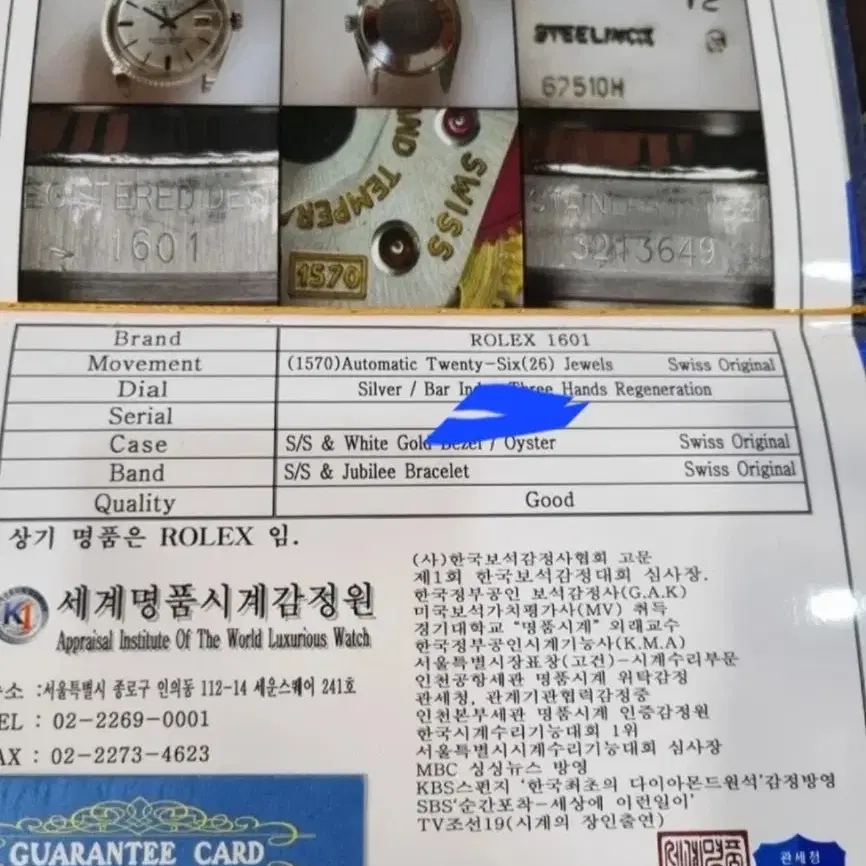 STEELINOX
67510H
EGISTERED DES
1601
AND TEMPER
SWISS
1570
3213649
Brand ROLEX 1601
Movement (1570)Automatic Twenty-Six(26) Jewels Swiss Original
Dial Silver / Bar Three Hands Regeneration
Serial
Case S/S & White Gold Bezel / Oyster Swiss Original
Band S/S & Jubilee Bracelet Swiss Original
Quality Good
상기 명품은 ROLEX 임.
K1 세계명품시계감정원
Appraisal Institute Of The World Luxurious Watch
소 :서울특별시 종로구 인의동 112-14 세운스퀘어 241호
EL : 02-2269-0001
AX : 02-2273-4623
GUARANTEE CARD
(사)한국보석감정사협회 고문
제1회 한국보석감정대회 심사장.
한국정부공인 보석감정사(G.A.K)
미국보석가치평가사(MV) 취득
경기대학교 "명품시계" 외래교수
한국정부공인시계기능사(K.M.A)
서울특별시장표창(고건)-시계수리부문
인천공항세관 명품시계 위탁감정
관세청, 관계기관협력감정중
인천본부세관 명품시계 인증감정원
한국시계수리기능대회 1위
서울특별시시계수리기능대회 심사장
MBC 싱싱뉴스 방영
KBS스펀지 '한국최초의 다이아몬드원석'감정방영
SBS'순간포착-세상에 이런일이'
TV조선19(시계의 장인출연)
관세청